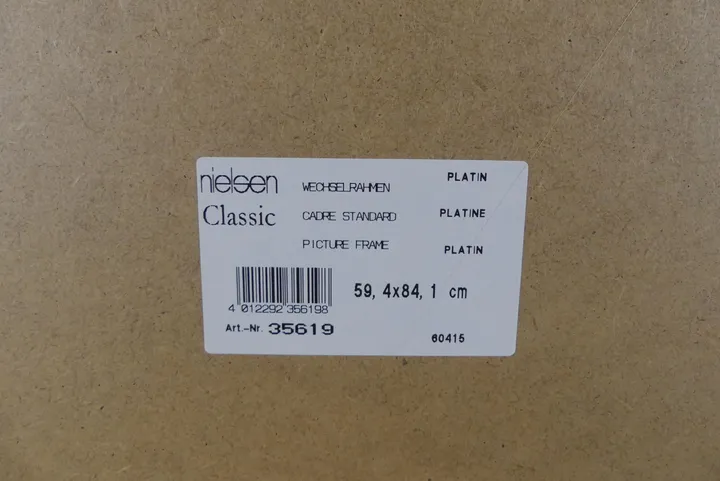 nielsen
Classic
WECHSELRAHMEN PLATIN
CADRE STANDARD PLATINE
PICTURE FRAME PLATIN
59, 4x84, 1 cm
4 012292 356198
Art.-Nr. 35619
60415